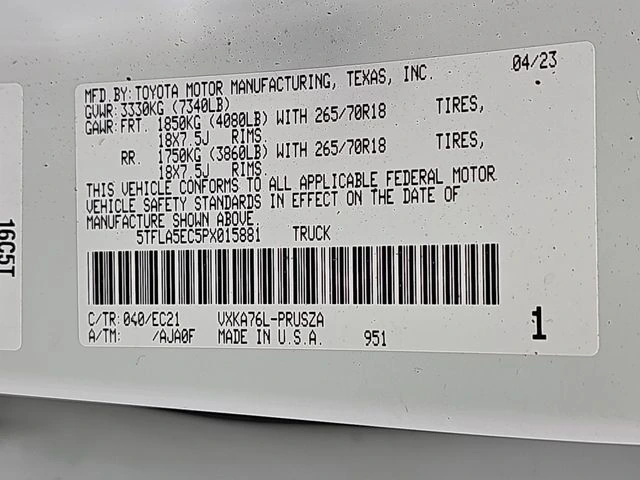 MFD.BY: TOYOTA MOTOR MANUFACTURING, TEXAS, INC. 04/23
GVWR: 3330KG (7340LB)
GAWR: FRT. 1850KG (4080LB) WITH 265/70R18 TIRES,
18X7.5J RIMS.
RR. 1750KG (3860LB) WITH 265/70R18 TIRES,
18X7.5J RIMS.
THIS VEHICLE CONFORMS TO ALL APPLICABLE FEDERAL MOTOR
VEHICLE SAFETY STANDARDS IN EFFECT ON THE DATE OF
MANUFACTURE SHOWN ABOVE.
5TFLA5EC5PX015881 TRUCK
C/TR: 040/EC21 VXKA76L-PRUSZA
A/TM: /AJA0F MADE IN U.S.A. 951 1
16C5T